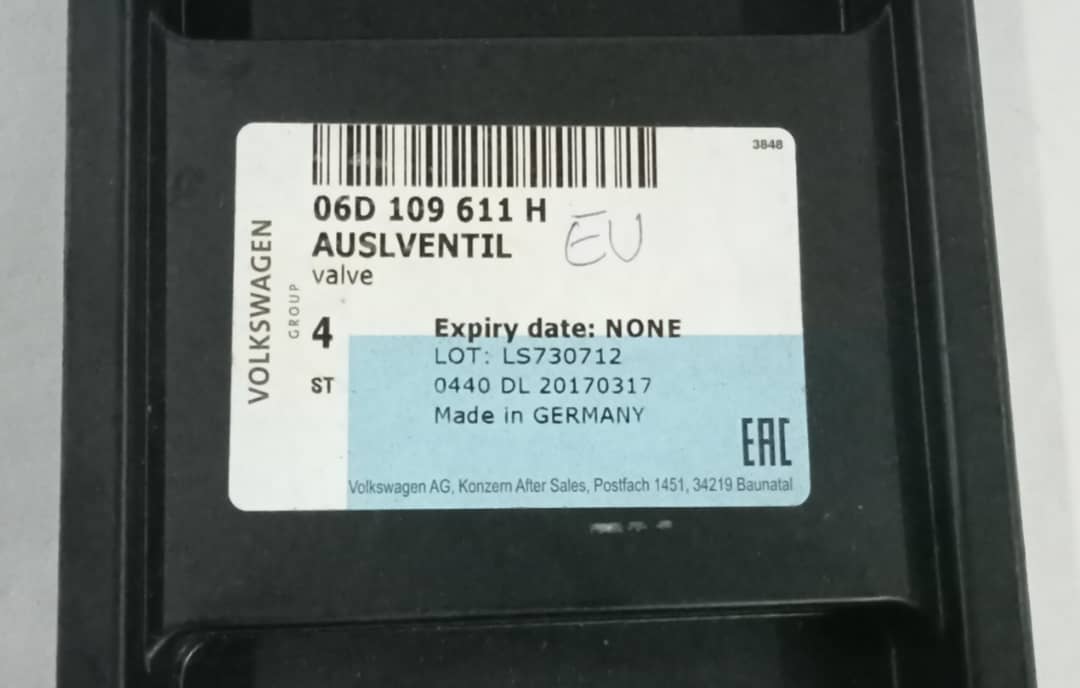 3848
06D 109 611 H
AUSLVENTIL
EU
valve
VOLKSWAGEN
GROUP
4
ST
Expiry date: NONE
LOT: LS730712
0440 DL 20170317
Made in GERMANY
EAC
Volkswagen AG, Konzern After Sales, Postfach 1451, 34219 Baunatal